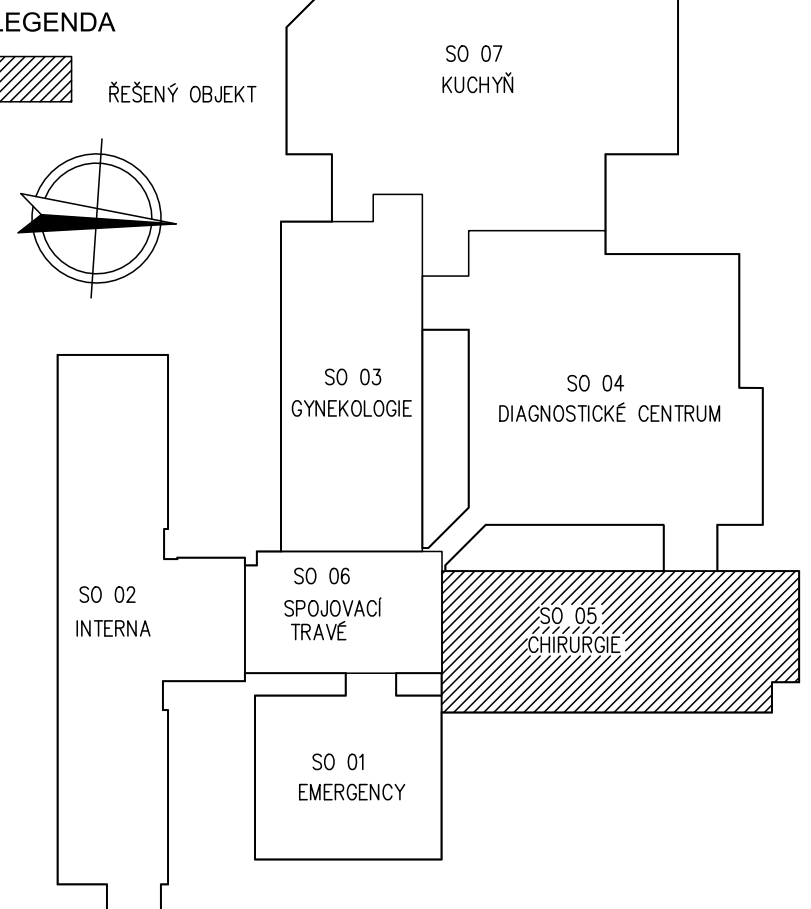 LEGENDA
ŘEŠENÝ OBJEKT
SO 07
KUCHYŇ
SO 03
GYNEKOLOGIE
SO 04
DIAGNOSTICKÉ CENTRUM
SO 02
INTERNA
SO 06
SPOJOVACÍ
TRAVÉ
SO 05
CHIRURGIE
SO 01
EMERGENCY